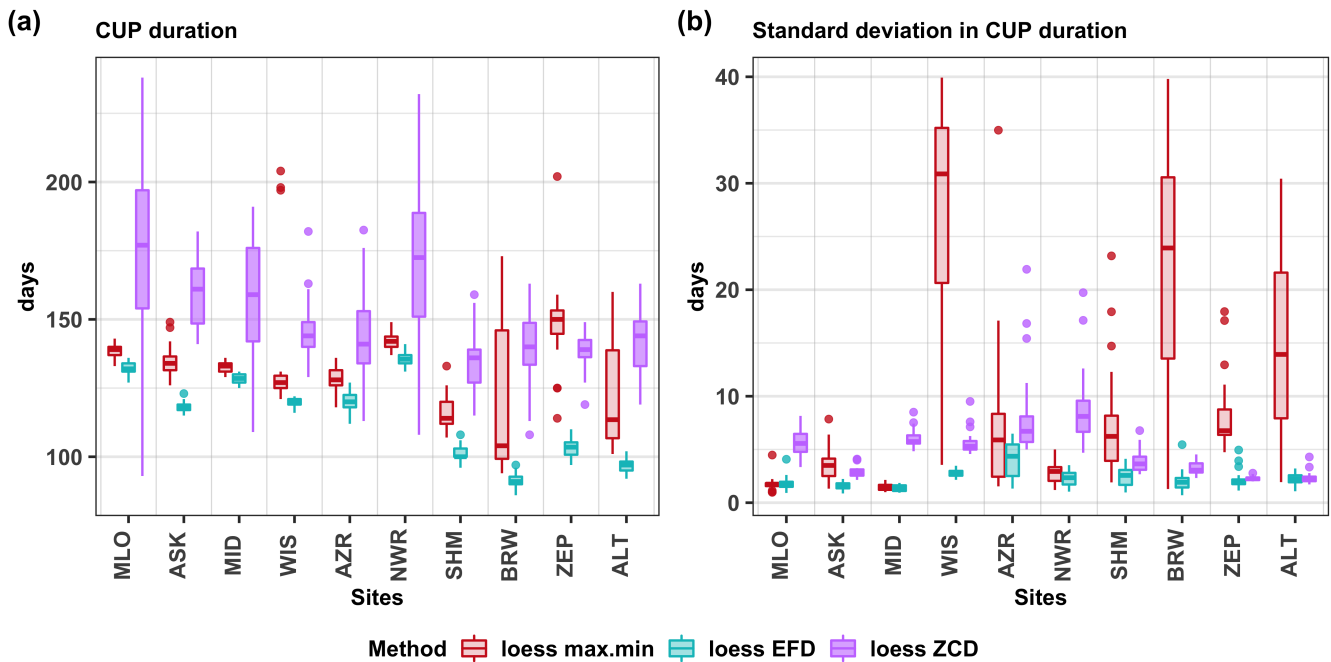 (a)
CUP duration
200
150
100
days
MLO ASK MID WIS AZR NWR SHM BRW ZEP ALT
Sites
(b)
Standard deviation in CUP duration
40
30
20
10
0
days
MLO ASK MID WIS AZR NWR SHM BRW ZEP ALT
Sites
Method loess max.min loess EFD loess ZCD